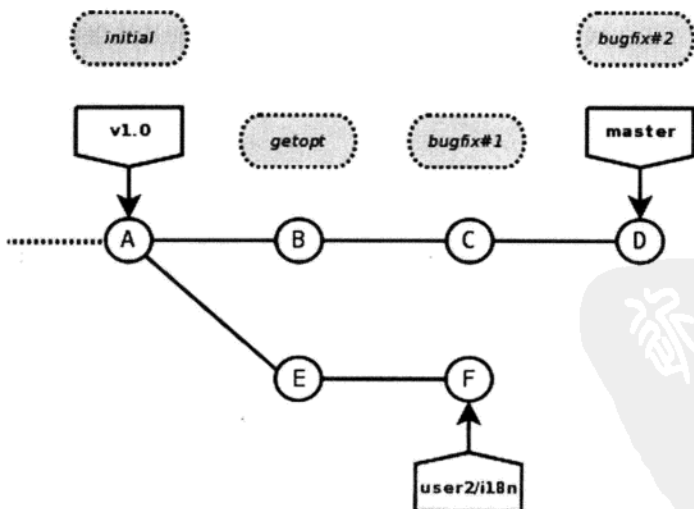 initial
bugfix#2
v1.0
getopt
bugfix#1
master
A
B
C
D
E
F
user2/i18n